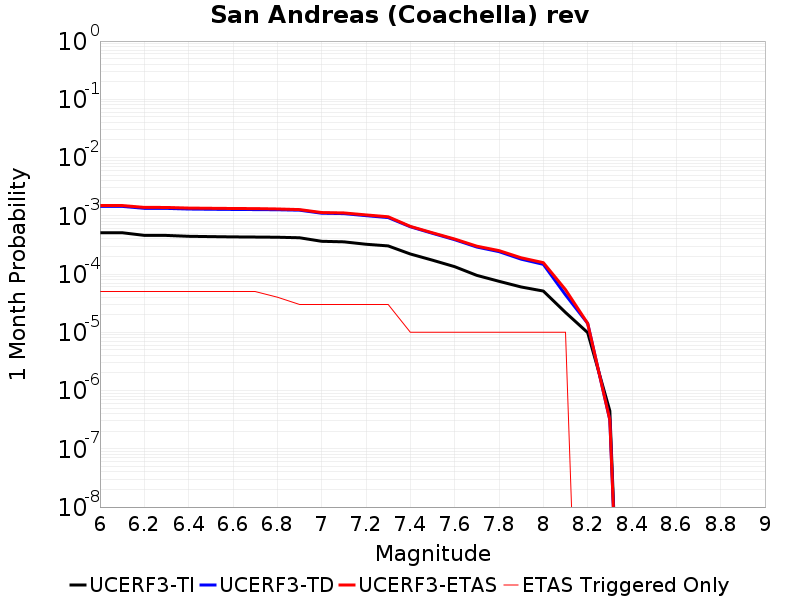 San Andreas (Coachella) rev
1 Month Probability
10^0
10^-1
10^-2
10^-3
10^-4
10^-5
10^-6
10^-7
10^-8
6 6.2 6.4 6.6 6.8 7 7.2 7.4 7.6 7.8 8 8.2 8.4 8.6 8.8 9
Magnitude
UCERF3-TI UCERF3-TD UCERF3-ETAS ETAS Triggered Only